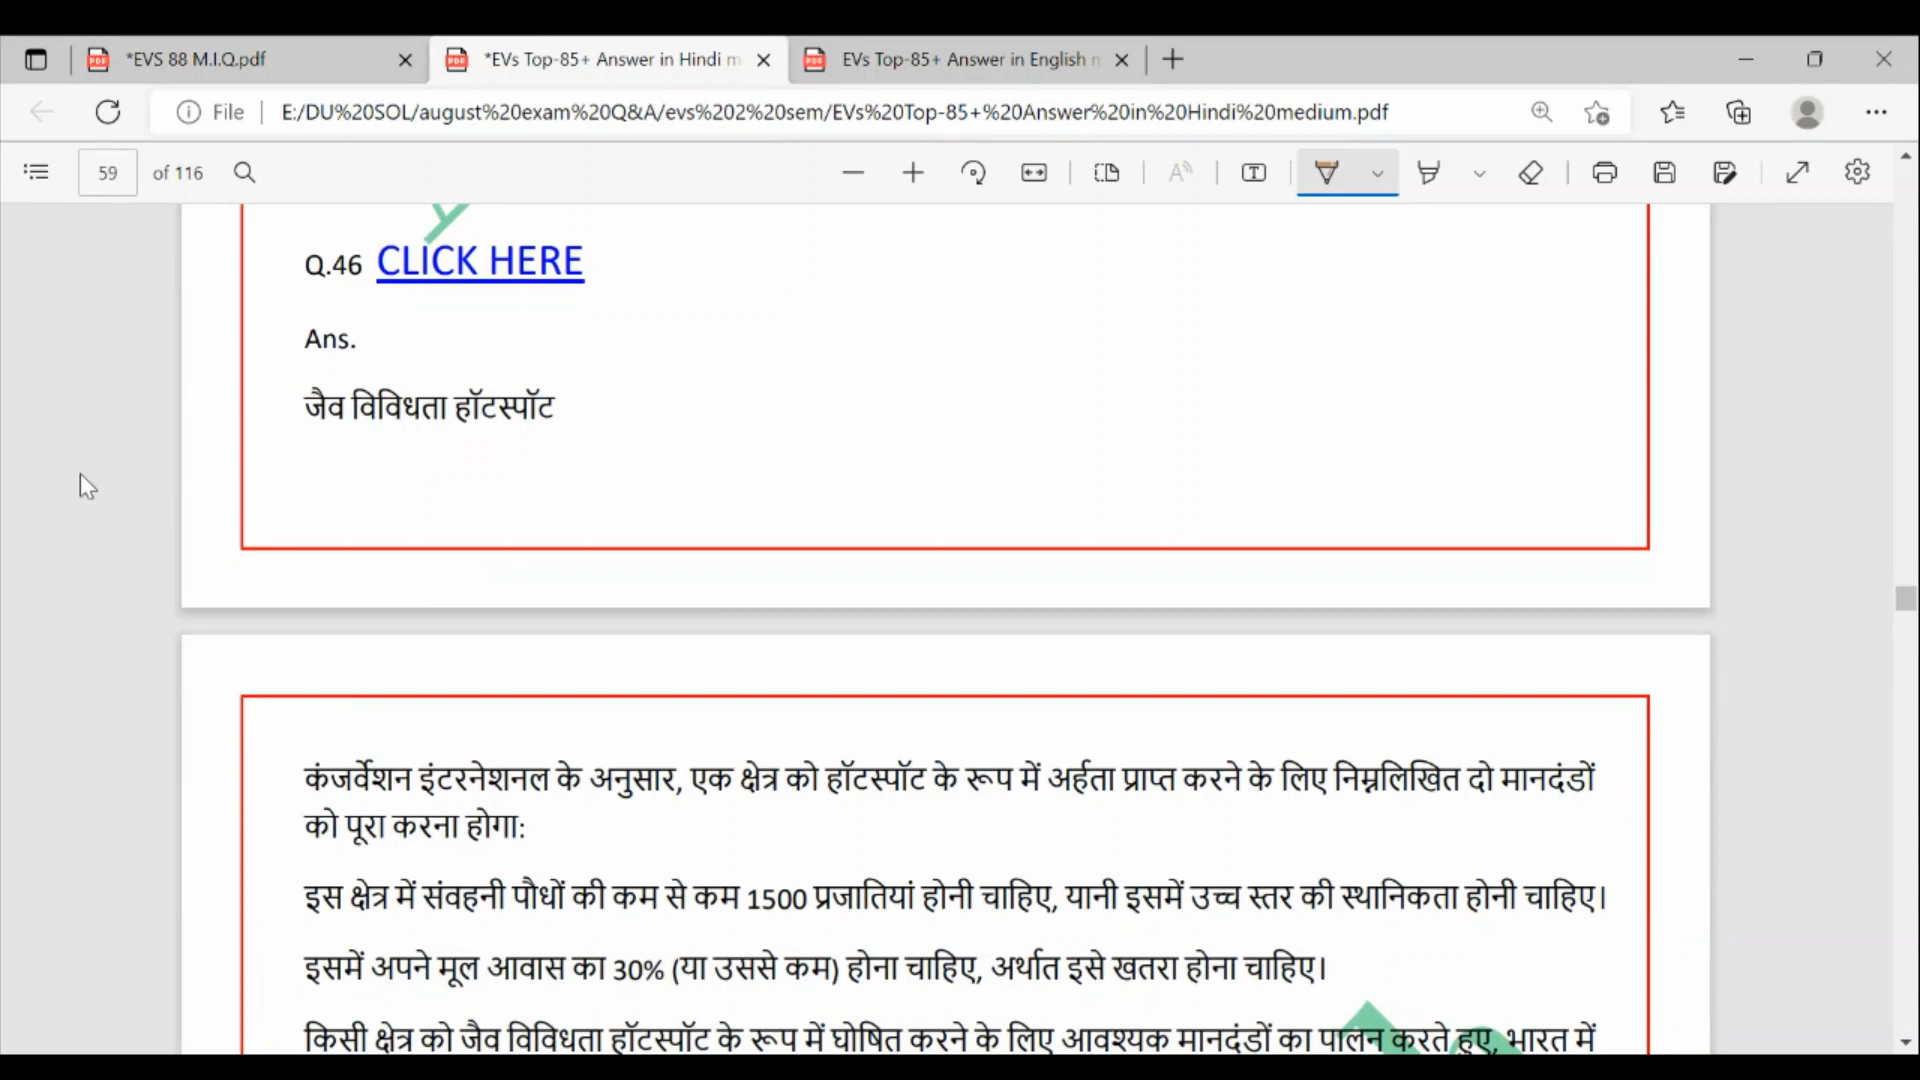 *EVS 88 M.I.Q.pdf
*EVs Top-85+ Answer in Hindi m
EVs Top-85+ Answer in English
File
E:/DU%20SOL/august%20exam%20Q&A/evs%202%20sem/EVs%20Top-85+%20Answer%20in%20Hindi%20medium.pdf
59 of 116
Q.46 CLICK HERE
Ans.
जैव विविधता हॉटस्पॉट
कंजर्वेशन इंटरनेशनल के अनुसार, एक क्षेत्र को हॉटस्पॉट के रूप में अर्हता प्राप्त करने के लिए निम्नलिखित दो मानदंडों
को पूरा करना होगा:
इस क्षेत्र में संवहनी पौधों की कम से कम 1500 प्रजातियां होनी चाहिए, यानी इसमें उच्च स्तर की स्थानिकता होनी चाहिए।
इसमें अपने मूल आवास का 30% (या उससे कम) होना चाहिए, अर्थात इसे खतरा होना चाहिए।
किसी क्षेत्र को जैव विविधता हॉटस्पॉट के रूप में घोषित करने के लिए आवश्यक मानदंडों का पालन करते हुए, भारत में